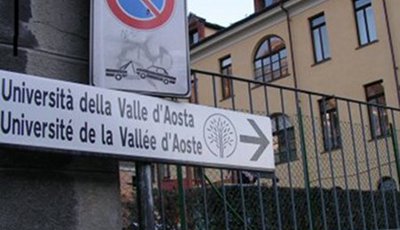 Università della Valle d'Aosta
Université de la Vallée d'Aoste